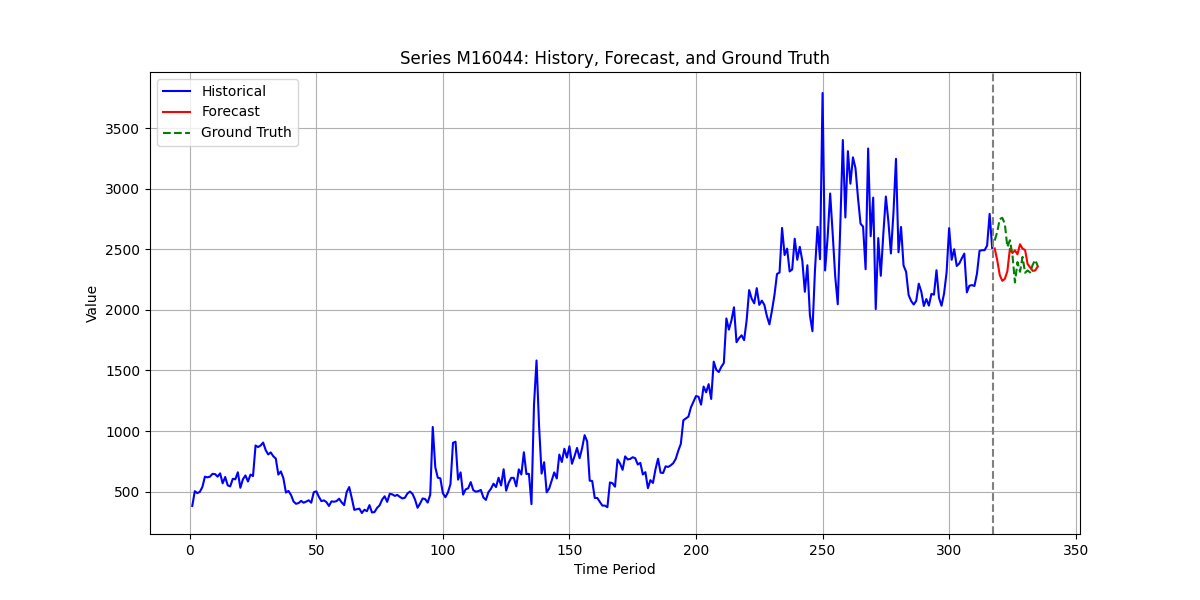 Series M16044: History, Forecast, and Ground Truth
Historical
Forecast
Ground Truth
Value
3500
3000
2500
2000
1500
1000
500
0 50 100 150 200 250 300 350
Time Period